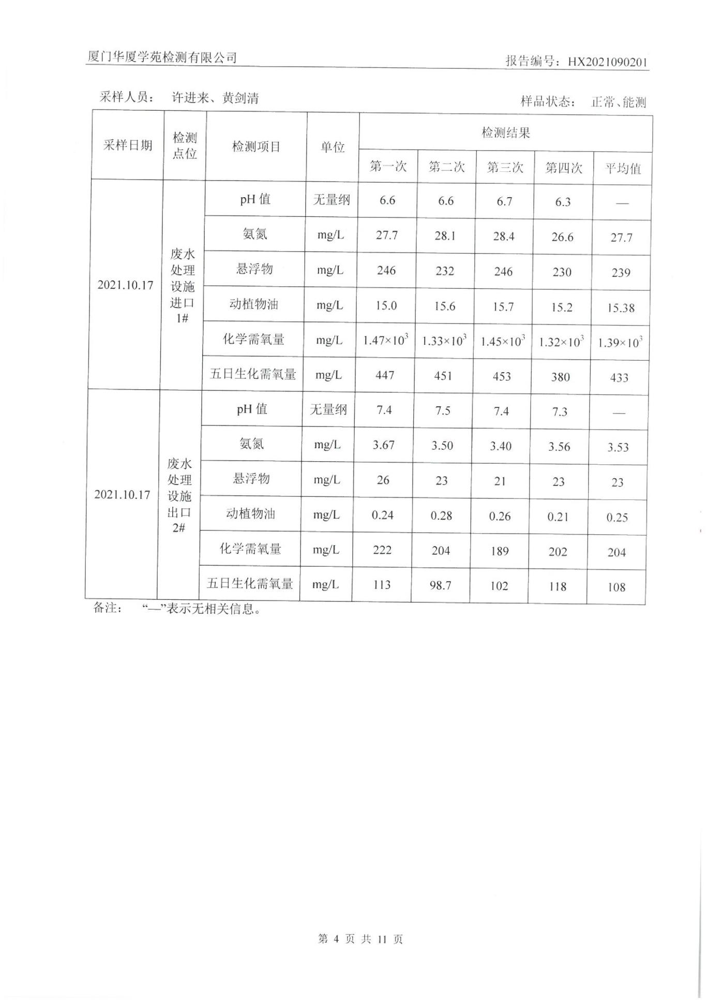 厦门华厦学苑检测有限公司 报告编号：HX2021090201
采样人员： 许进来、黄剑清 样品状态： 正常、能测
采样日期 检测点位 检测项目 单位 检测结果
第一次 第二次 第三次 第四次 平均值
2021.10.17 废水处理设施进口1#
pH 值 无量纲 6.6 6.6 6.7 6.3 —
氨氮 mg/L 27.7 28.1 28.4 26.6 27.7
悬浮物 mg/L 246 232 246 230 239
动植物油 mg/L 15.0 15.6 15.7 15.2 15.38
化学需氧量 mg/L 1.47×10³ 1.33×10³ 1.45×10³ 1.32×10³ 1.39×10³
五日生化需氧量 mg/L 447 451 453 380 433
2021.10.17 废水处理设施出口2#
pH 值 无量纲 7.4 7.5 7.4 7.3 —
氨氮 mg/L 3.67 3.50 3.40 3.56 3.53
悬浮物 mg/L 26 23 21 23 23
动植物油 mg/L 0.24 0.28 0.26 0.21 0.25
化学需氧量 mg/L 222 204 189 202 204
五日生化需氧量 mg/L 113 98.7 102 118 108
备注： “—”表示无相关信息。
第 4 页 共 11 页